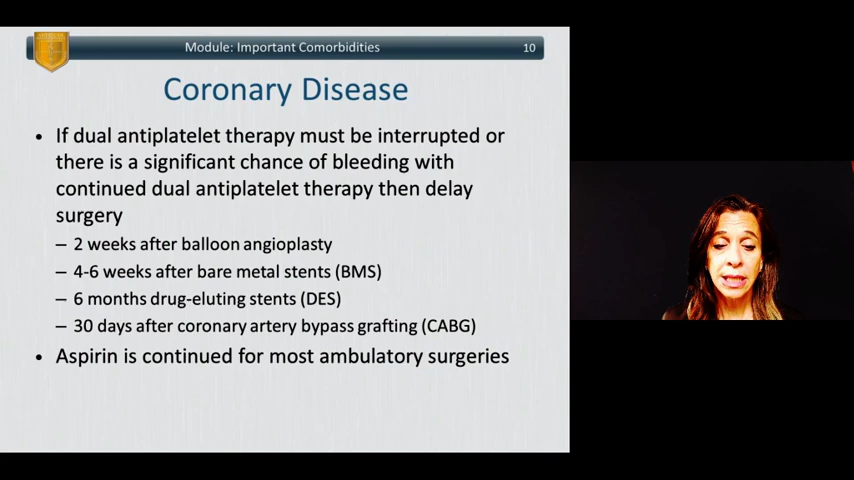 Module: Important Comorbidities 10
Coronary Disease
• If dual antiplatelet therapy must be interrupted or
there is a significant chance of bleeding with
continued dual antiplatelet therapy then delay
surgery
– 2 weeks after balloon angioplasty
– 4-6 weeks after bare metal stents (BMS)
– 6 months drug-eluting stents (DES)
– 30 days after coronary artery bypass grafting (CABG)
• Aspirin is continued for most ambulatory surgeries